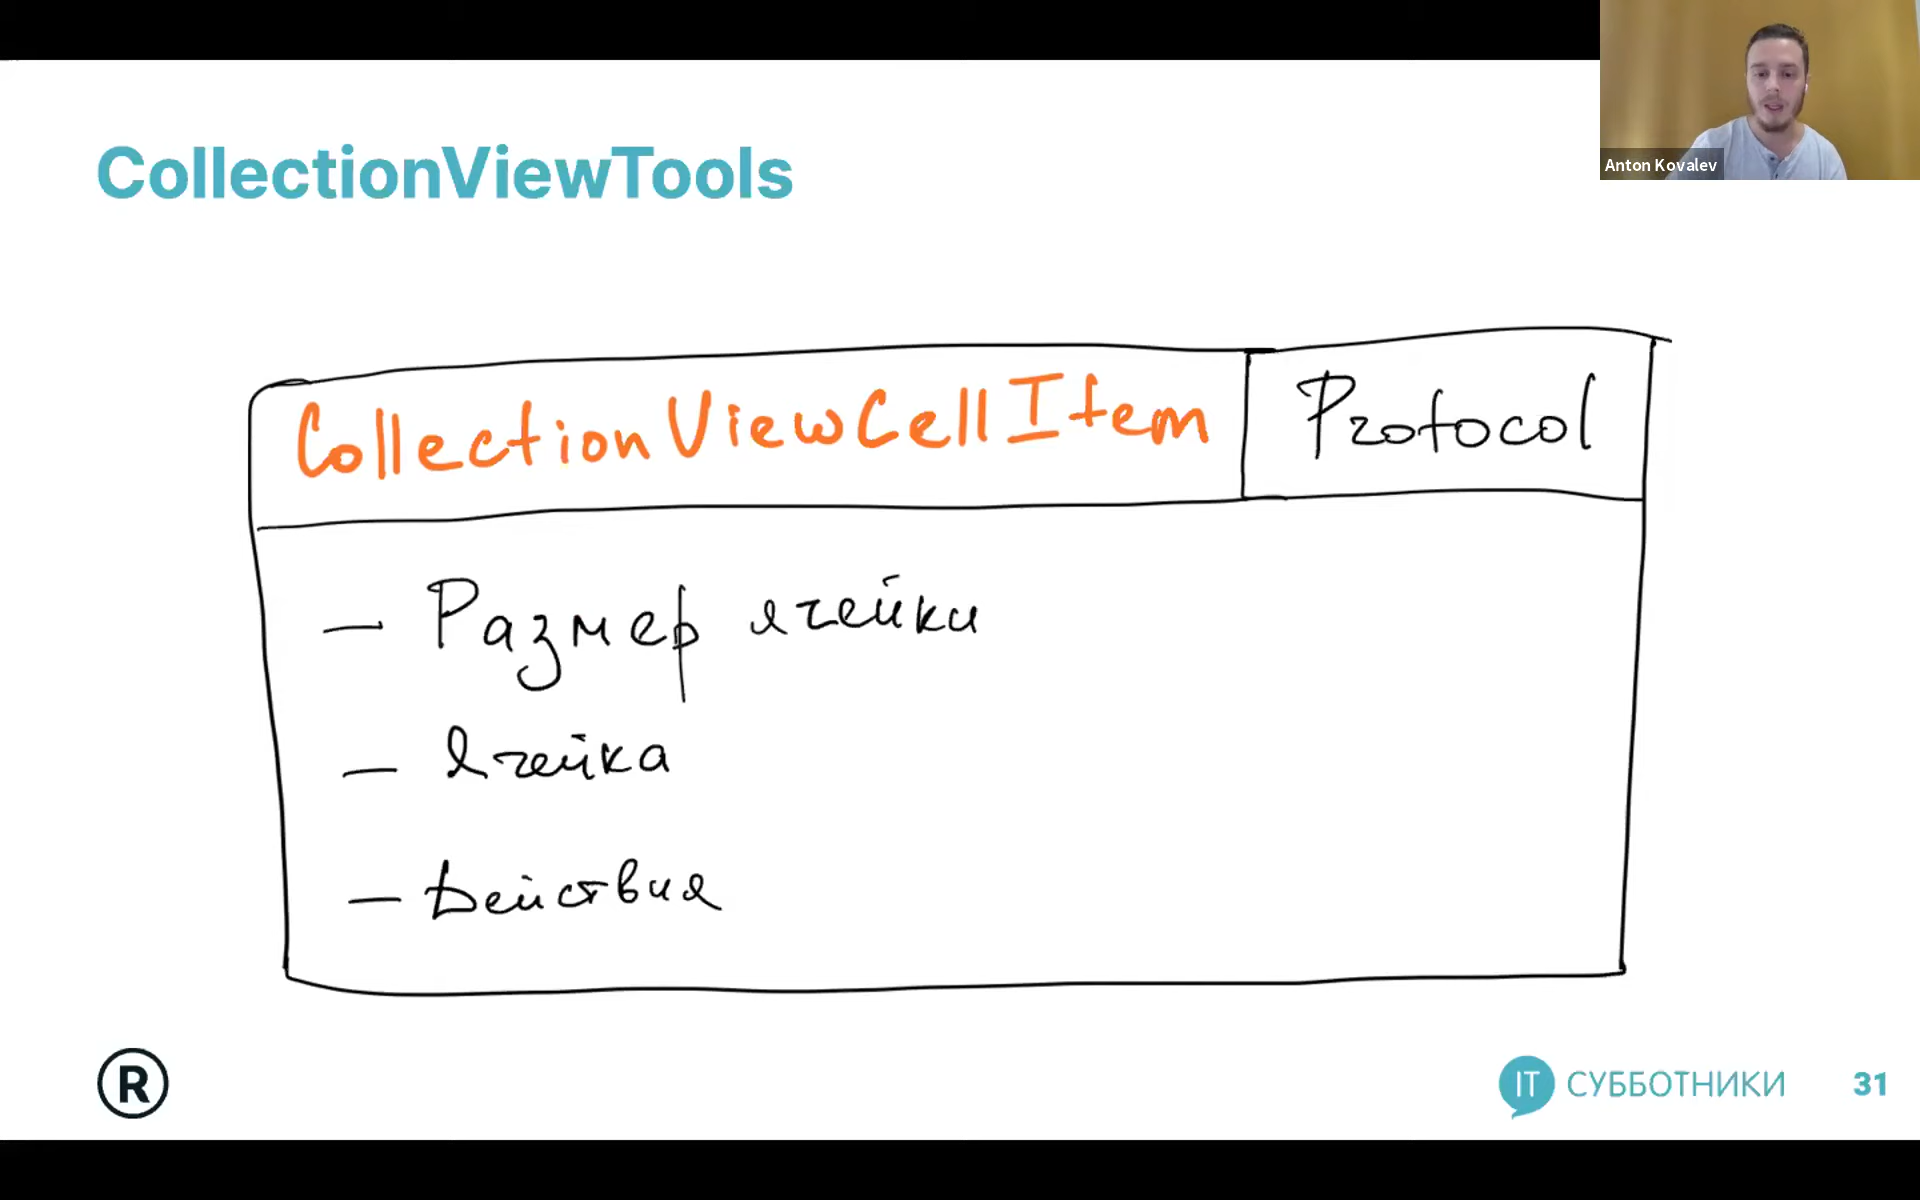 Anton Kovalev
CollectionViewTools
CollectionViewCellItem Protocol
– Размер ячейки
– Ячейка
– Действия
R
IT СУББОТНИКИ 31